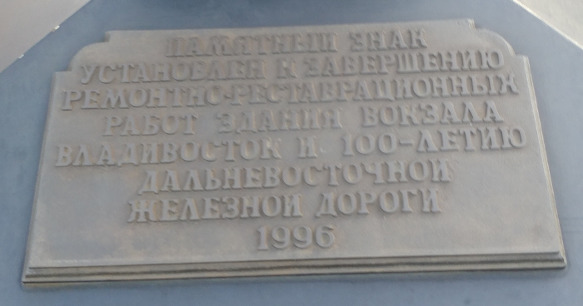 ПАМЯТНЫЙ ЗНАК
УСТАНОВЛЕН К ЗАВЕРШЕНИЮ
РЕМОНТНО-РЕСТАВРАЦИОННЫХ
РАБОТ ЗДАНИЯ ВОКЗАЛА
ВЛАДИВОСТОК И 100-ЛЕТИЮ
ДАЛЬНЕВОСТОЧНОЙ
ЖЕЛЕЗНОЙ ДОРОГИ
1996